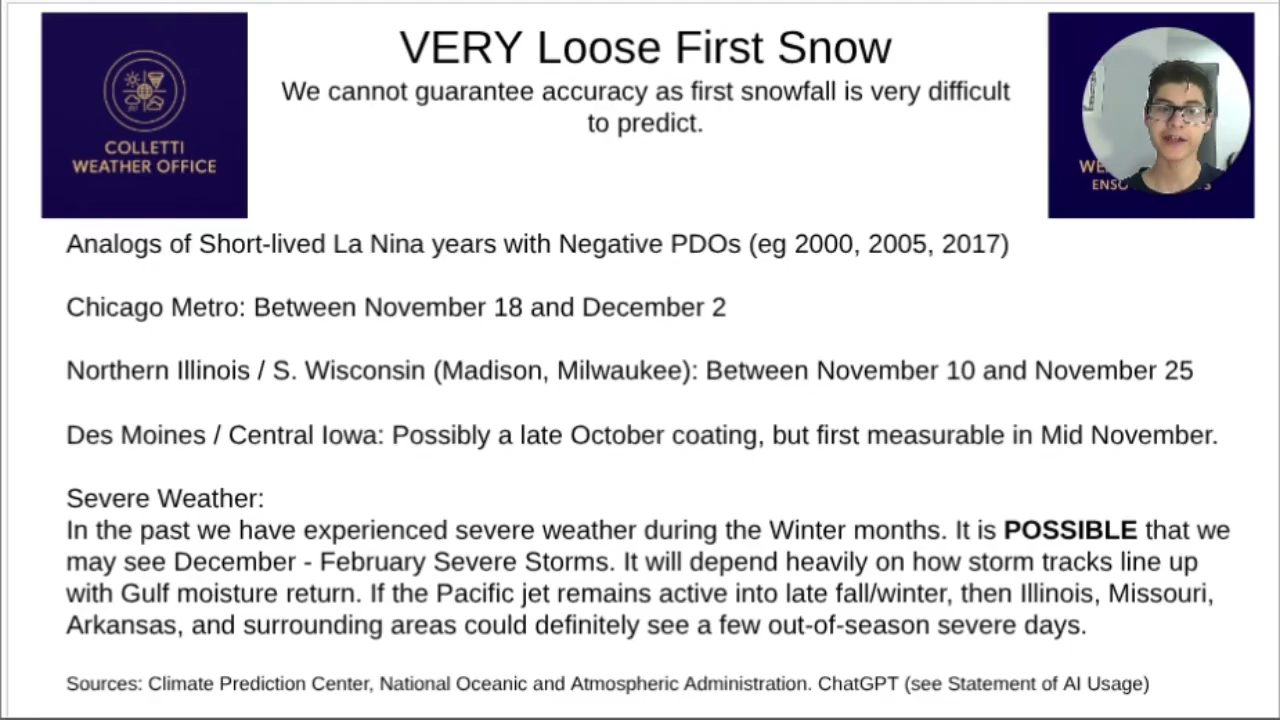 COLLETTI
WEATHER OFFICE
VERY Loose First Snow
We cannot guarantee accuracy as first snowfall is very difficult
to predict.
WE
ENSO
S
Analogs of Short-lived La Nina years with Negative PDOs (eg 2000, 2005, 2017)
Chicago Metro: Between November 18 and December 2
Northern Illinois / S. Wisconsin (Madison, Milwaukee): Between November 10 and November 25
Des Moines / Central Iowa: Possibly a late October coating, but first measurable in Mid November.
Severe Weather:
In the past we have experienced severe weather during the Winter months. It is POSSIBLE that we
may see December - February Severe Storms. It will depend heavily on how storm tracks line up
with Gulf moisture return. If the Pacific jet remains active into late fall/winter, then Illinois, Missouri,
Arkansas, and surrounding areas could definitely see a few out-of-season severe days.
Sources: Climate Prediction Center, National Oceanic and Atmospheric Administration. ChatGPT (see Statement of AI Usage)